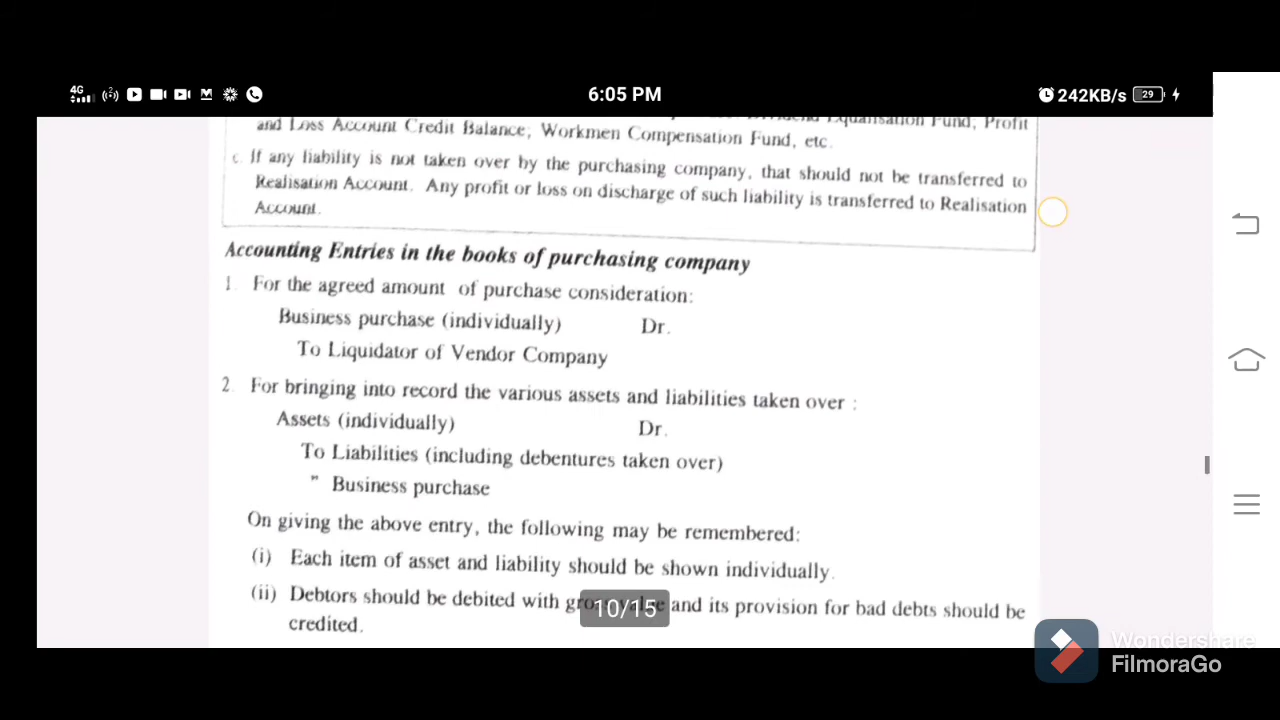 4G
6:05 PM
242KB/s 29
Equalisation Fund, Profit
and Loss Account Credit Balance, Workmen Compensation Fund, etc.
c. If any liability is not taken over by the purchasing company, that should not be transferred to
Realisation Account. Any profit or loss on discharge of such liability is transferred to Realisation
Account.
Accounting Entries in the books of purchasing company
1. For the agreed amount of purchase consideration:
Business purchase (individually) Dr.
To Liquidator of Vendor Company
2. For bringing into record the various assets and liabilities taken over :
Assets (individually) Dr.
To Liabilities (including debentures taken over)
" Business purchase
On giving the above entry, the following may be remembered:
(i) Each item of asset and liability should be shown individually.
(ii) Debtors should be debited with gross value and its provision for bad debts should be
10/15
credited.
Wondershare
FilmoraGo